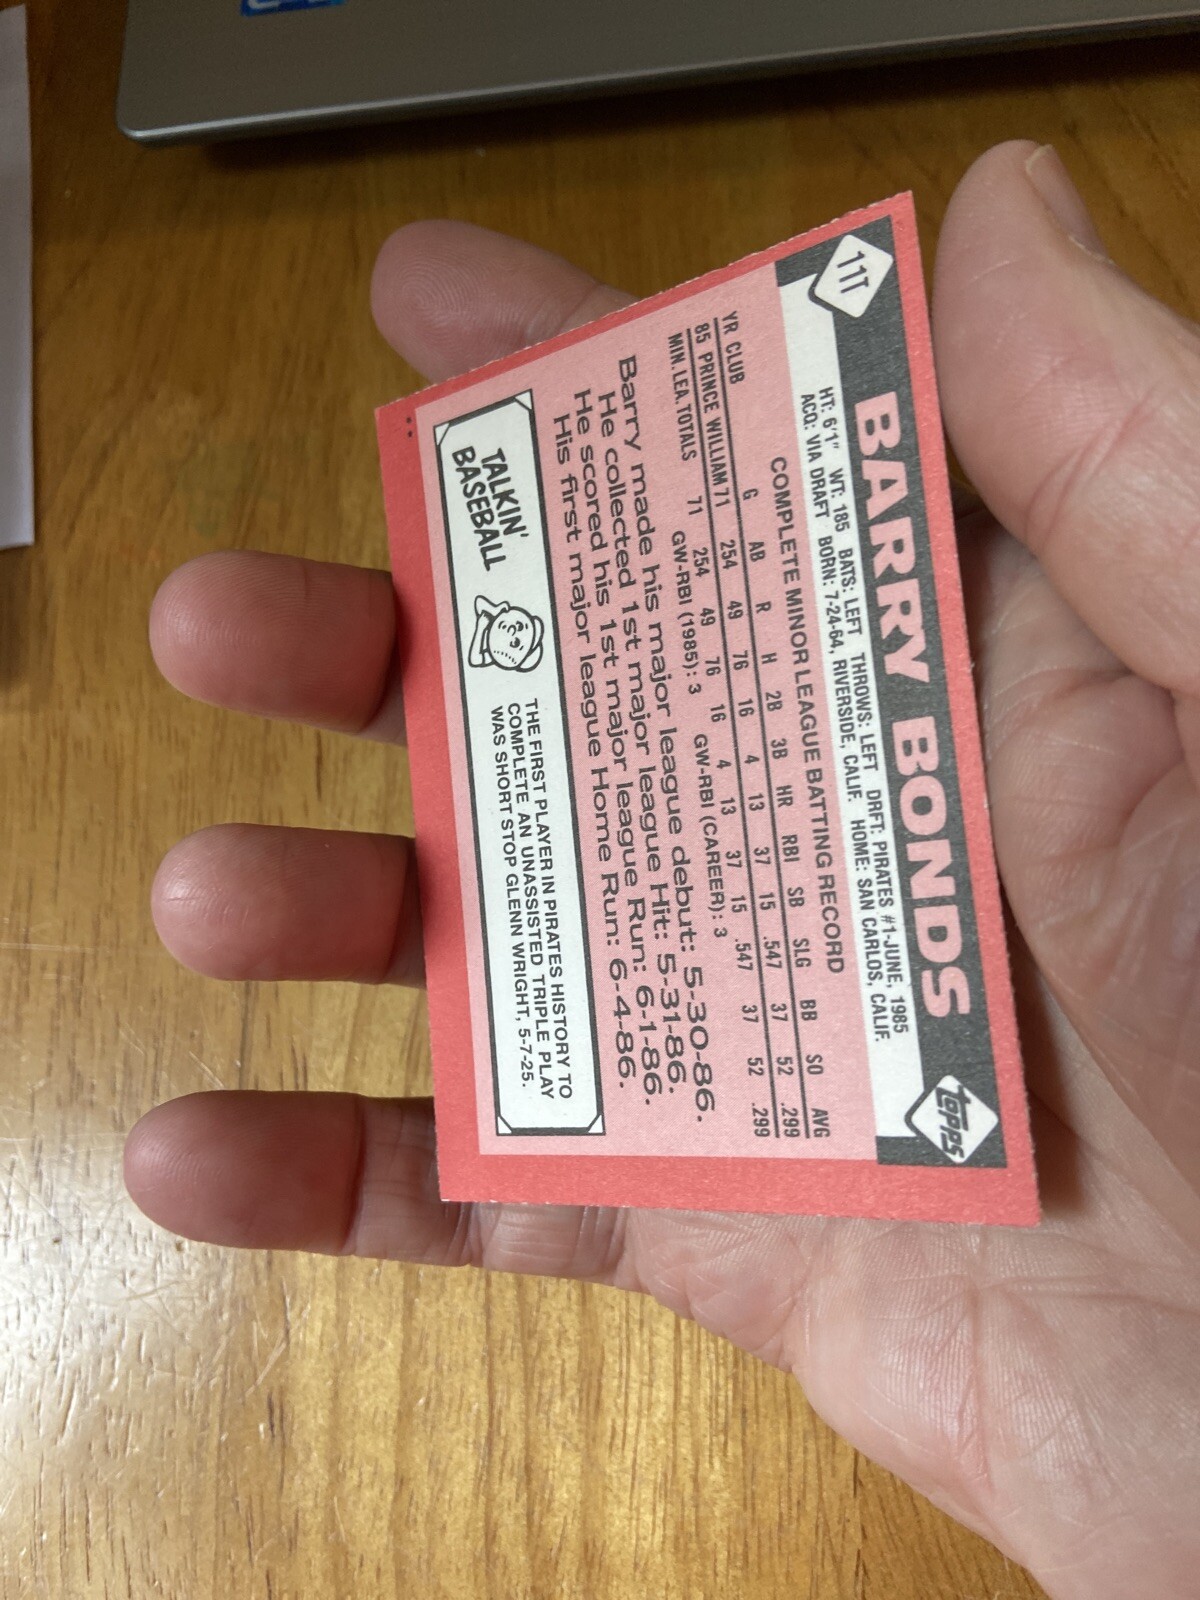 11T
BARRY BONDS
topps
HT: 6'1" WT: 185 BATS: LEFT THROWS: LEFT DRFT: PIRATES #1-JUNE, 1985
ACQ: VIA DRAFT BORN: 7-24-64, RIVERSIDE, CALIF. HOME: SAN CARLOS, CALIF.
COMPLETE MINOR LEAGUE BATTING RECORD
YR CLUB G AB R H 2B 3B HR RBI SB SLG BB SO AVG
85 PRINCE WILLIAM 71 254 49 76 16 4 13 37 15 .547 37 52 .299
MIN. LEA. TOTALS 71 254 49 76 16 4 13 37 15 .547 37 52 .299
GW-RBI (1985): 3 GW-RBI (CAREER): 3
Barry made his major league debut: 5-30-86.
He collected 1st major league Hit: 5-31-86.
He scored his 1st major league Run: 6-1-86.
His first major league Home Run: 6-4-86.
TALKIN'
BASEBALL
THE FIRST PLAYER IN PIRATES HISTORY TO
COMPLETE AN UNASSISTED TRIPLE PLAY
WAS SHORT STOP GLENN WRIGHT, 5-7-25.